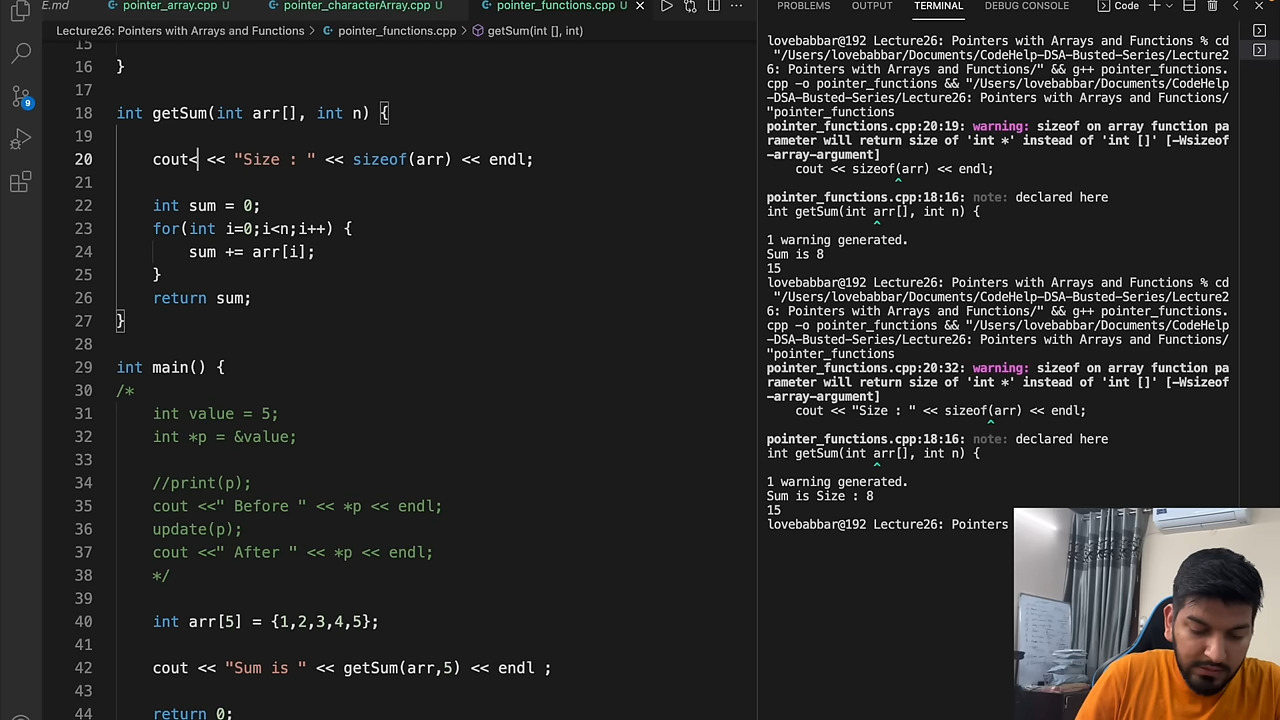 E.md pointer_array.cpp U pointer_characterArray.cpp U pointer_functions.cpp U
Lecture26: Pointers with Arrays and Functions > pointer_functions.cpp > getSum(int [], int)
15
16 }
17
18 int getSum(int arr[], int n) {
19
20 cout< << "Size : " << sizeof(arr) << endl;
21
22 int sum = 0;
23 for(int i=0;i<n;i++) {
24 sum += arr[i];
25 }
26 return sum;
27 }
28
29 int main() {
30 /*
31 int value = 5;
32 int *p = &value;
33
34 //print(p);
35 cout <<" Before " << *p << endl;
36 update(p);
37 cout <<" After " << *p << endl;
38 */
39
40 int arr[5] = {1,2,3,4,5};
41
42 cout << "Sum is " << getSum(arr,5) << endl ;
43
44 return 0;
9
PROBLEMS OUTPUT TERMINAL DEBUG CONSOLE Code
lovebabbar@192 Lecture26: Pointers with Arrays and Functions % cd
"/Users/lovebabbar/Documents/CodeHelp-DSA-Busted-Series/Lecture2
6: Pointers with Arrays and Functions/" && g++ pointer_functions.
cpp -o pointer_functions && "/Users/lovebabbar/Documents/CodeHelp
-DSA-Busted-Series/Lecture26: Pointers with Arrays and Functions/
"pointer_functions
pointer_functions.cpp:20:19: warning: sizeof on array function pa
rameter will return size of 'int *' instead of 'int []' [-Wsizeof
-array-argument]
cout << sizeof(arr) << endl;
^
pointer_functions.cpp:18:16: note: declared here
int getSum(int arr[], int n) {
^
1 warning generated.
Sum is 8
15
lovebabbar@192 Lecture26: Pointers with Arrays and Functions % cd
"/Users/lovebabbar/Documents/CodeHelp-DSA-Busted-Series/Lecture2
6: Pointers with Arrays and Functions/" && g++ pointer_functions.
cpp -o pointer_functions && "/Users/lovebabbar/Documents/CodeHelp
-DSA-Busted-Series/Lecture26: Pointers with Arrays and Functions/
"pointer_functions
pointer_functions.cpp:20:32: warning: sizeof on array function pa
rameter will return size of 'int *' instead of 'int []' [-Wsizeof
-array-argument]
cout << "Size : " << sizeof(arr) << endl;
^
pointer_functions.cpp:18:16: note: declared here
int getSum(int arr[], int n) {
^
1 warning generated.
Sum is Size : 8
15
lovebabbar@192 Lecture26: Pointers